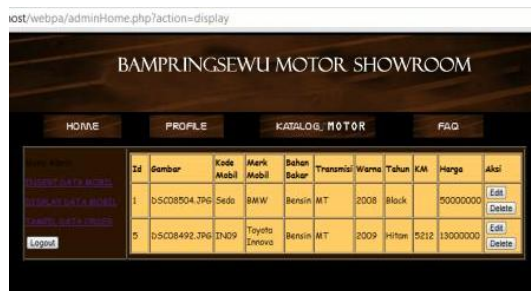 ost/webpa/adminHome.php?action=display
BAMPRINGSEWU MOTOR SHOWROOM
HOME PROFILE KATALOG MOTOR FAQ
INSERT DATA MOBIL
DISPLAY DATA MOBIL
TAMPIL DATA ORDER
Logout
Id Gambar Kode Mobil Merk Mobil Bahan Bakar Transmisi Warna Tahun KM Harga Aksi
1 DSC08504.JPG Seda BMW Bensin MT 2008 Black 50000000 Edit Delete
5 DSC08492.JPG IN09 Toyota Innova Bensin MT 2009 Hitam 5212 13000000 Edit Delete